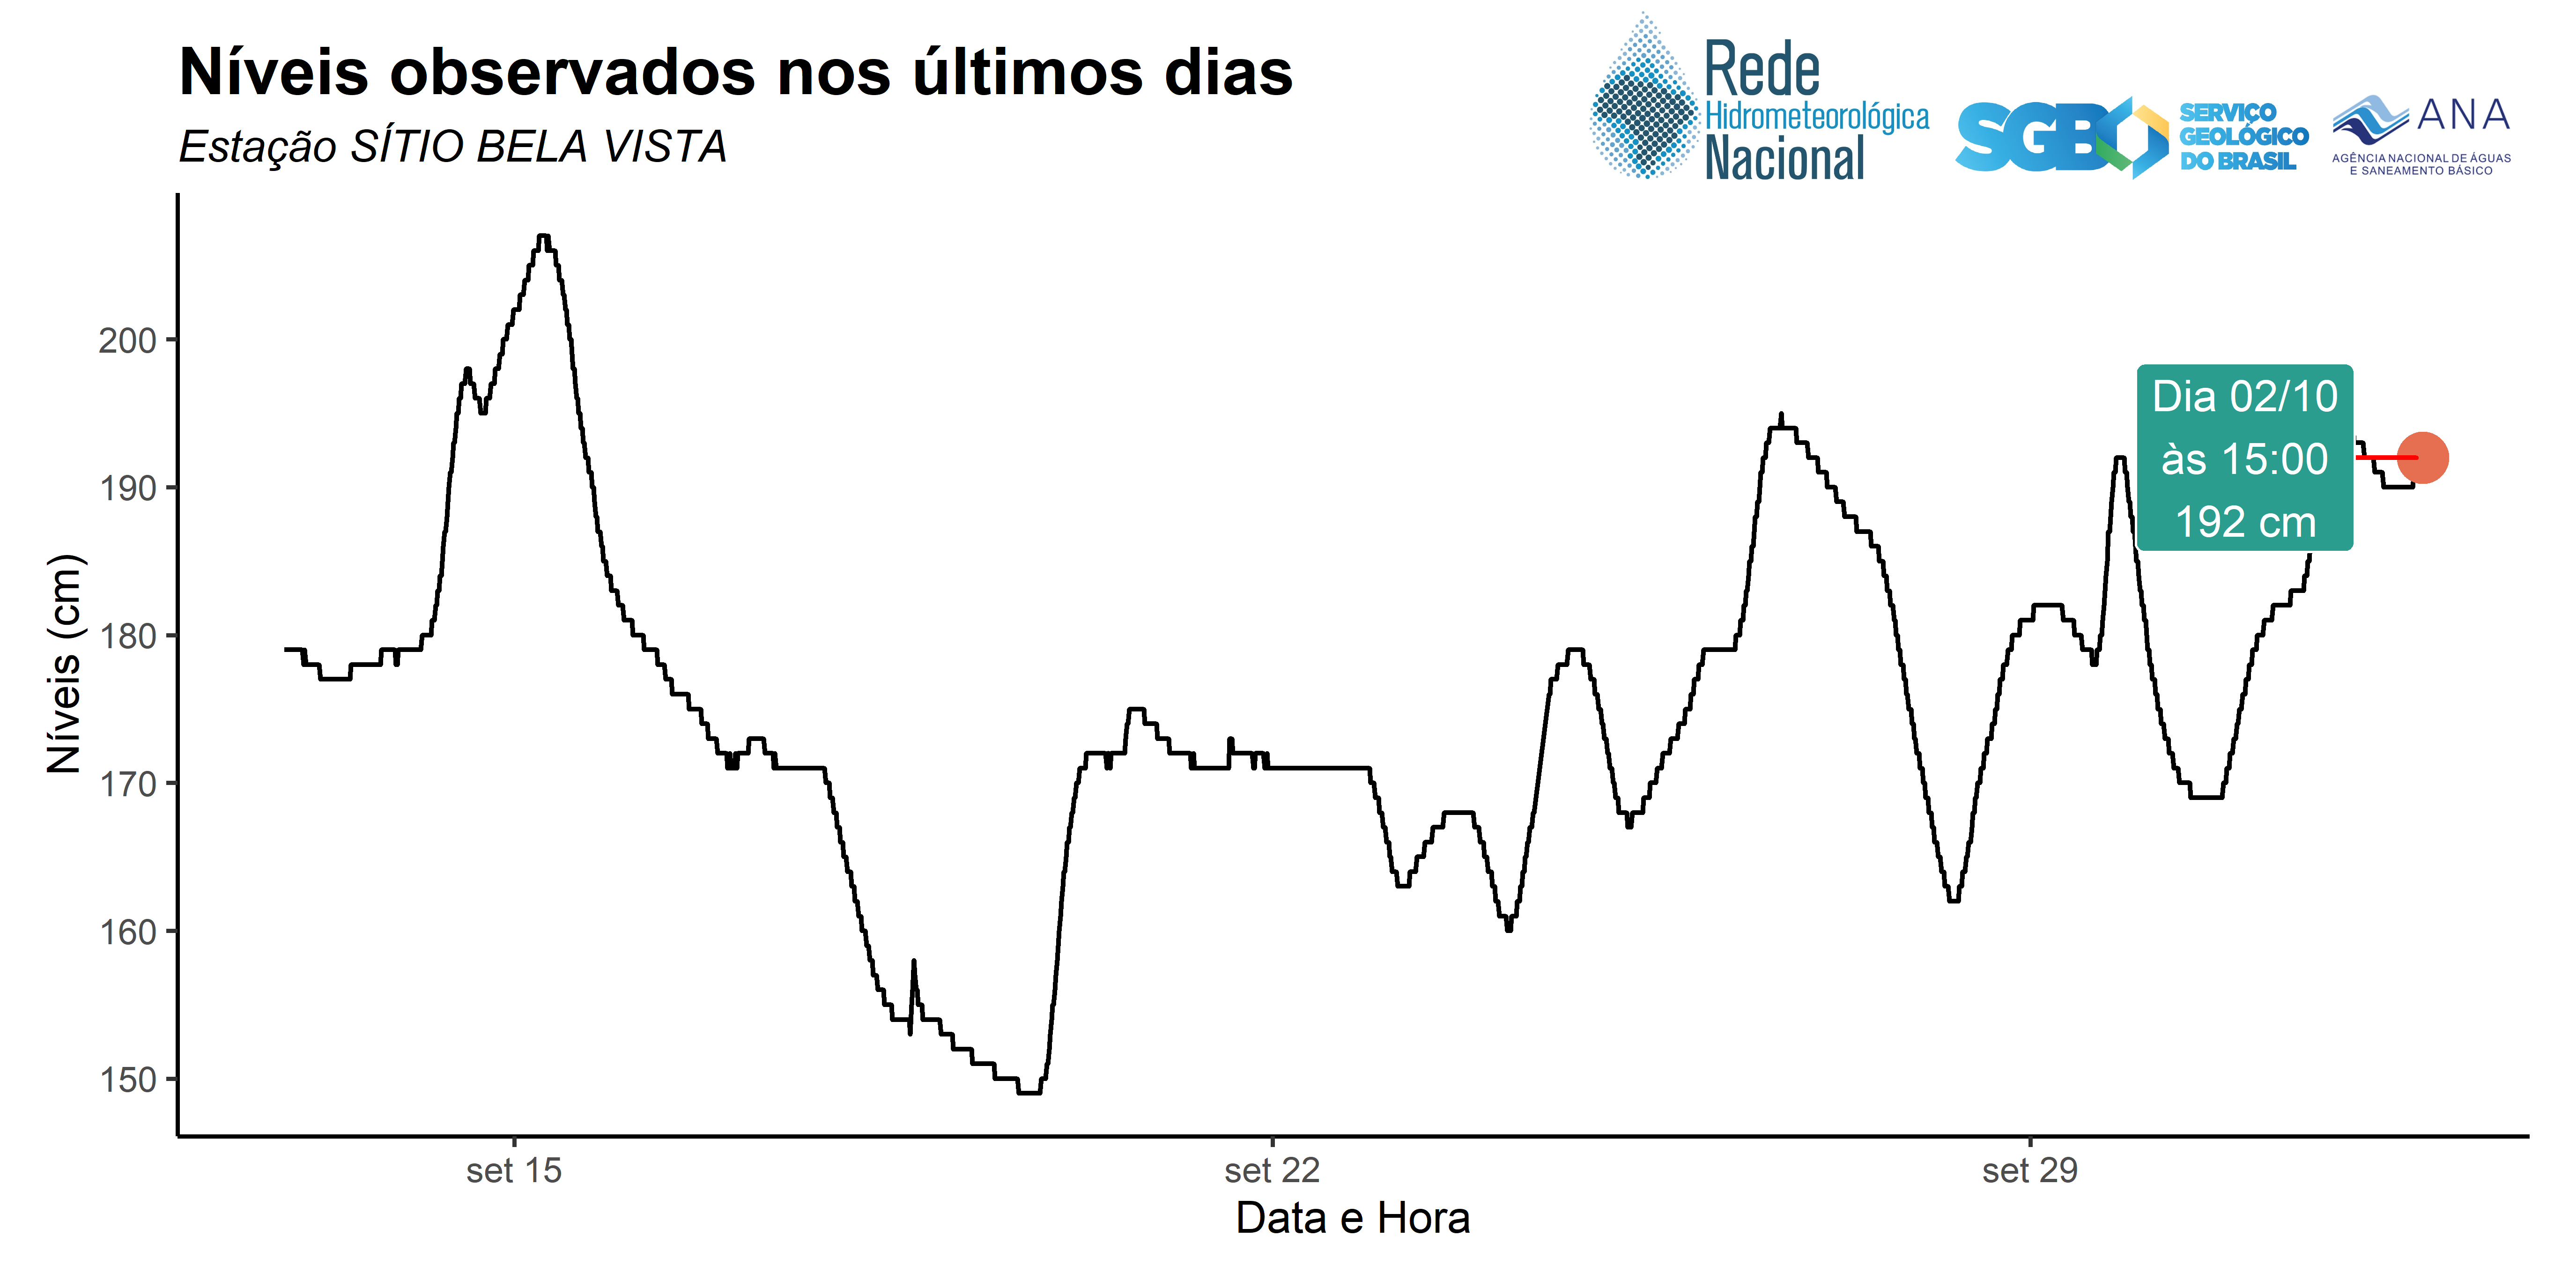 Níveis observados nos últimos dias
Estação SÍTIO BELA VISTA
Rede
Hidrometeorológica
Nacional
SGB
SERVIÇO
GEOLÓGICO
DO BRASIL
ANA
AGÊNCIA NACIONAL DE ÁGUAS
E SANEAMENTO BÁSICO
Níveis (cm)
200
190
180
170
160
150
Dia 02/10
às 15:00
192 cm
set 15
set 22
set 29
Data e Hora